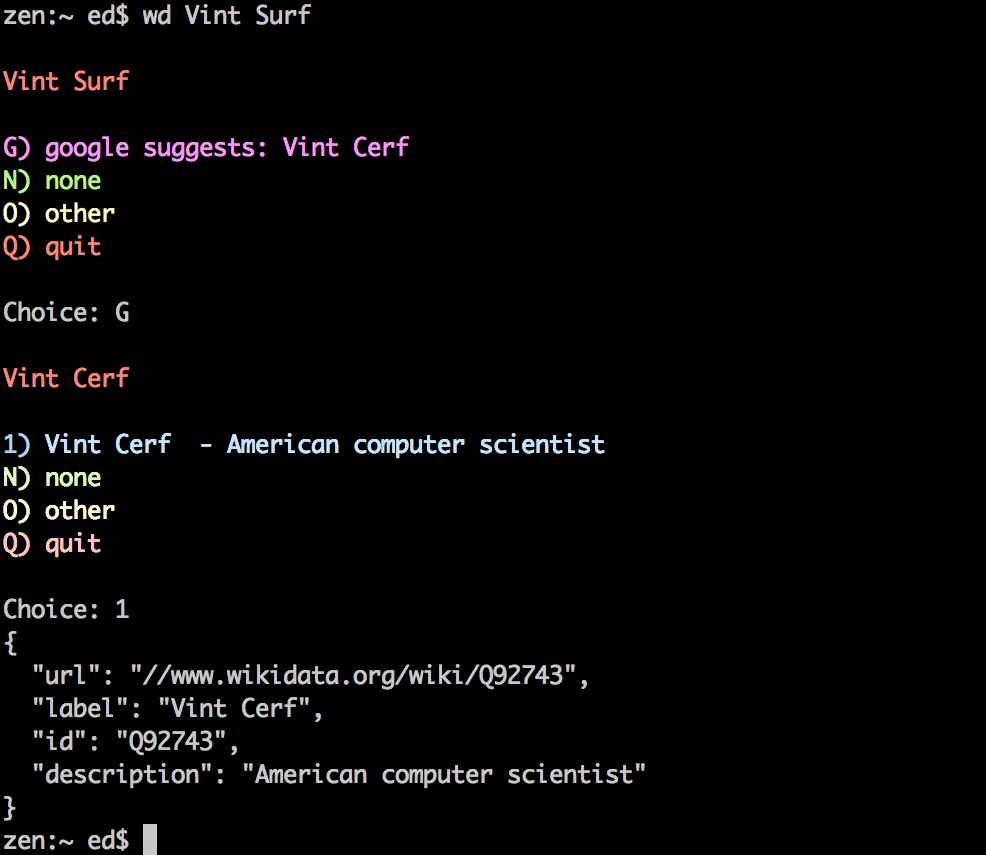 zen:~ ed$ wd Vint Surf
Vint Surf
G) google suggests: Vint Cerf
N) none
O) other
Q) quit
Choice: G
Vint Cerf
1) Vint Cerf  - American computer scientist
N) none
O) other
Q) quit
Choice: 1
{
  "url": "//www.wikidata.org/wiki/Q92743",
  "label": "Vint Cerf",
  "id": "Q92743",
  "description": "American computer scientist"
}
zen:~ ed$